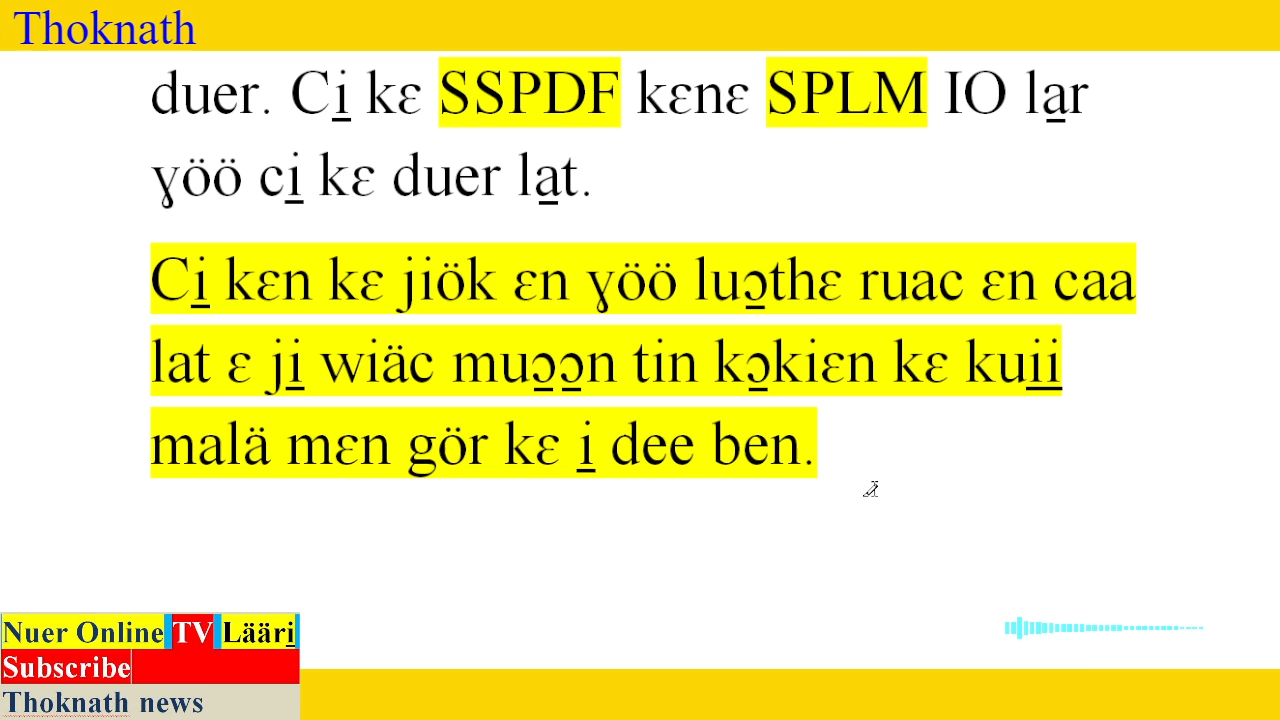 Thoknath
duer. Ci̱ kɛ SSPDF kɛnɛ SPLM IO la̱r
ɣöö ci̱ kɛ duer la̱t.
Ci̱ kɛn kɛ jiök ɛn ɣöö luɔ̱thɛ ruac ɛn caa
lat ɛ ji̱ wiäc muɔ̱ɔ̱n tin kɔ̱kiɛn kɛ kui̱i̱
malä mɛn gör kɛ i̱ dee ben.
Nuer Online TV Lääri̱
Subscribe
Thoknath news